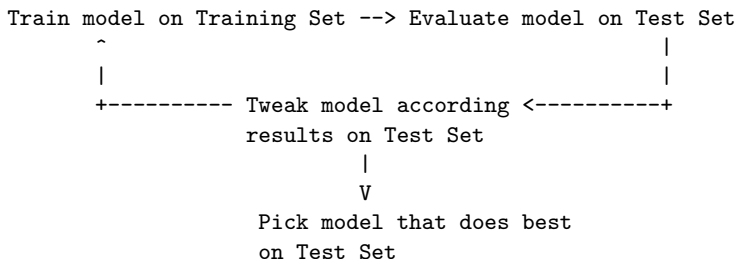 Train model on Training Set --> Evaluate model on Test Set
^ |
| |
+---------- Tweak model according <----------+
results on Test Set
|
V
Pick model that does best
on Test Set